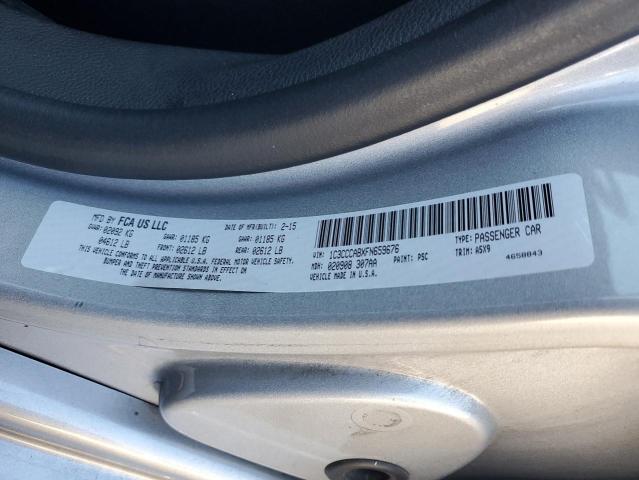 MFD BY FCA US LLC DATE OF MFR(BUILT): 2-15
GVWR: 02092 KG GAWR: 01185 KG GAWR: 01185 KG
04612 LB FRONT: 02612 LB REAR: 02612 LB
THIS VEHICLE CONFORMS TO ALL APPLICABLE FEDERAL MOTOR VEHICLE SAFETY,
BUMPER AND THEFT PREVENTION STANDARDS IN EFFECT ON THE
DATE OF MANUFACTURE SHOWN ABOVE.
VIN: 1C3CCCABXFN659676 TYPE: PASSENGER CAR
MDH: 020908 307AA PAINT: PSC TRIM: A5X9
VEHICLE MADE IN U.S.A. 4658043